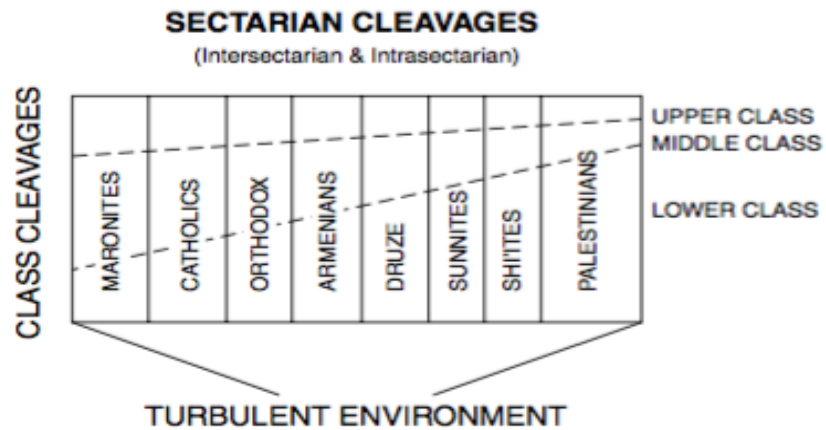 SECTARIAN CLEAVAGES
(Intersectarian & Intrasectarian)
CLASS CLEAVAGES
MARONITES
CATHOLICS
ORTHODOX
ARMENIANS
DRUZE
SUNNITES
SHI'ITES
PALESTINIANS
UPPER CLASS
MIDDLE CLASS
LOWER CLASS
TURBULENT ENVIRONMENT